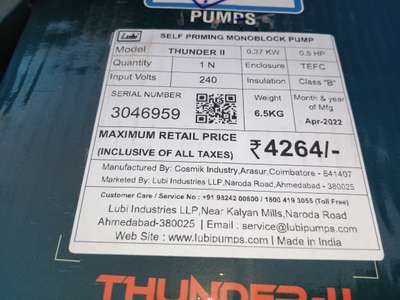 PUMPS
Lubi SELF PRIMING MONOBLOCK PUMP
Model THUNDER II 0.37 KW 0.5 HP
Quantity 1 N Enclosure TEFC
Input Volts 240 Insulation Class "B"
SERIAL NUMBER
3046959
Weight
6.5KG
Month & year
of Mfg
Apr-2022
MAXIMUM RETAIL PRICE
(INCLUSIVE OF ALL TAXES)
₹4264/-
Manufactured By: Cosmik Industry,Arasur,Coimbatore - 641407
Marketed By: Lubi Industries LLP,Naroda Road,Ahmedabad - 380025
Customer Care / Service No : +91 93242 00600 / 1800 419 3055 (Toll Free)
Lubi Industries LLP,Near Kalyan Mills,Naroda Road
Ahmedabad-380025 | Email : service@lubipumps.com
Web Site : www.lubipumps.com | Made in India
THUNDER II